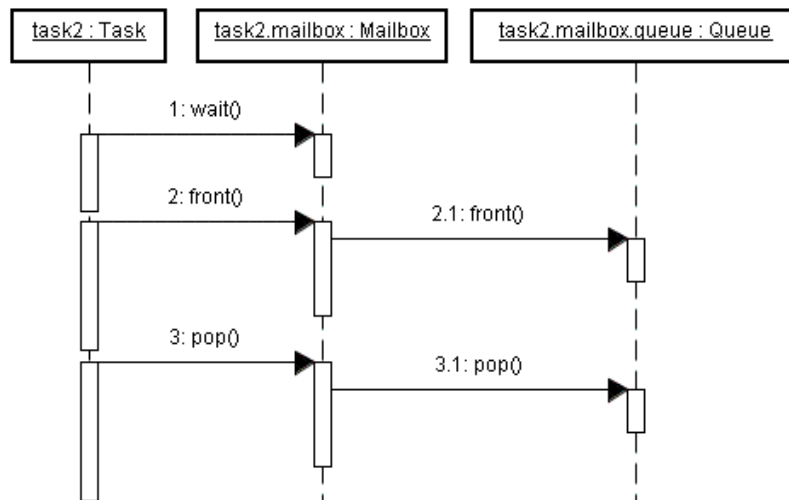 task2 : Task
task2.mailbox : Mailbox
task2.mailbox.queue : Queue
1: wait()
2: front()
2.1: front()
3: pop()
3.1: pop()